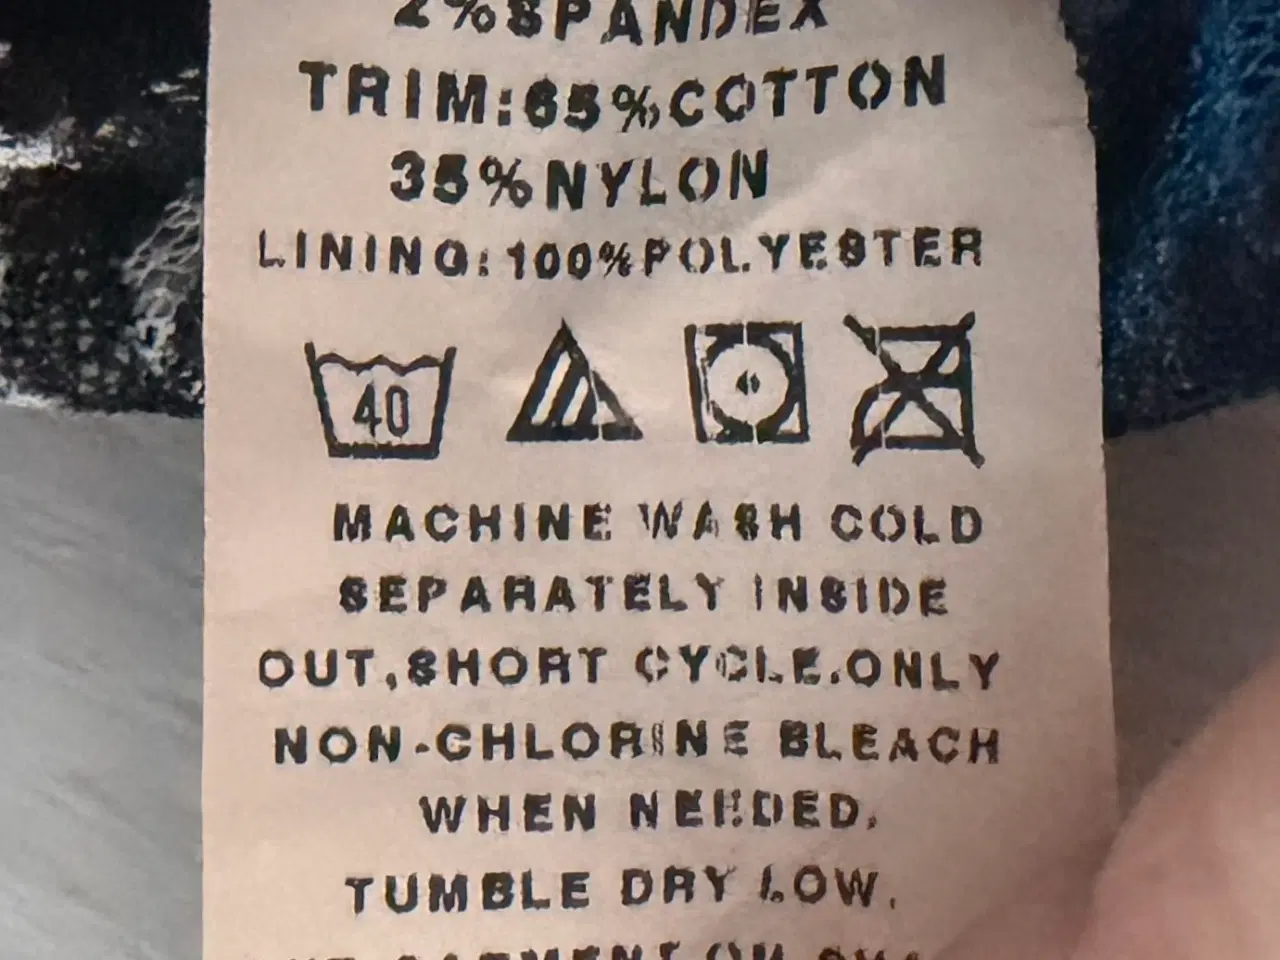 2%SPANDEX
TRIM:65%COTTON
35%NYLON
LINING:100%POLYESTER
40
MACHINE WASH COLD
SEPARATELY INSIDE
OUT,SHORT CYCLE.ONLY
NON-CHLORINE BLEACH
WHEN NEEDED.
TUMBLE DRY LOW.